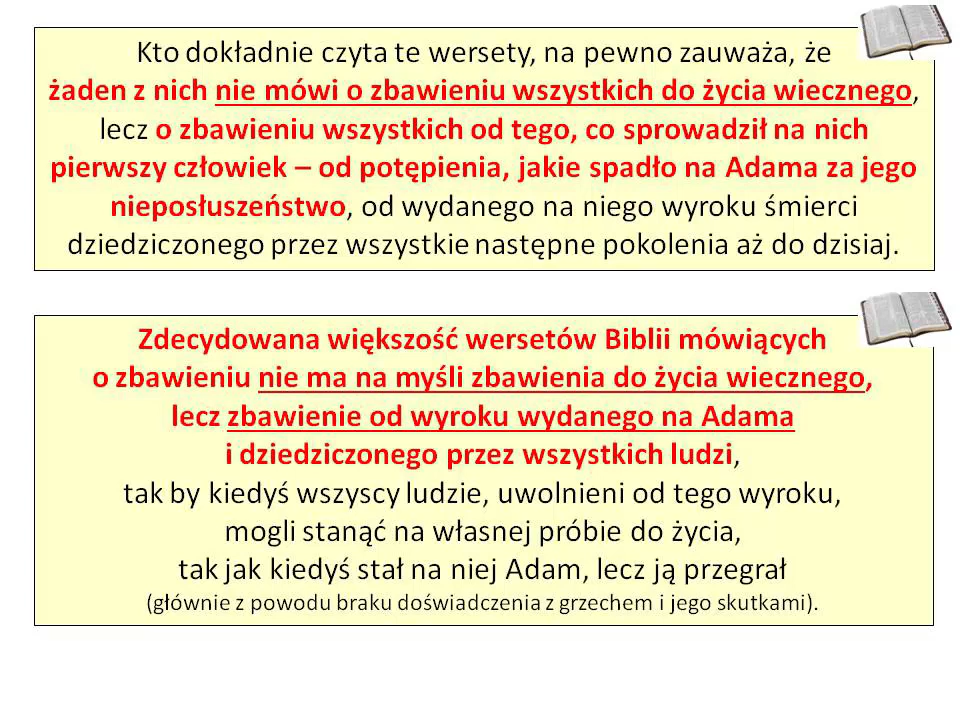 Kto dokładnie czyta te wersety, na pewno zauważa, że
żaden z nich nie mówi o zbawieniu wszystkich do życia wiecznego,
lecz o zbawieniu wszystkich od tego, co sprowadził na nich
pierwszy człowiek – od potępienia, jakie spadło na Adama za jego
nieposłuszeństwo, od wydanego na niego wyroku śmierci
dziedziczonego przez wszystkie następne pokolenia aż do dzisiaj.
Zdecydowana większość wersetów Biblii mówiących
o zbawieniu nie ma na myśli zbawienia do życia wiecznego,
lecz zbawienie od wyroku wydanego na Adama
i dziedziczonego przez wszystkich ludzi,
tak by kiedyś wszyscy ludzie, uwolnieni od tego wyroku,
mogli stanąć na własnej próbie do życia,
tak jak kiedyś stał na niej Adam, lecz ją przegrał
(głównie z powodu braku doświadczenia z grzechem i jego skutkami).